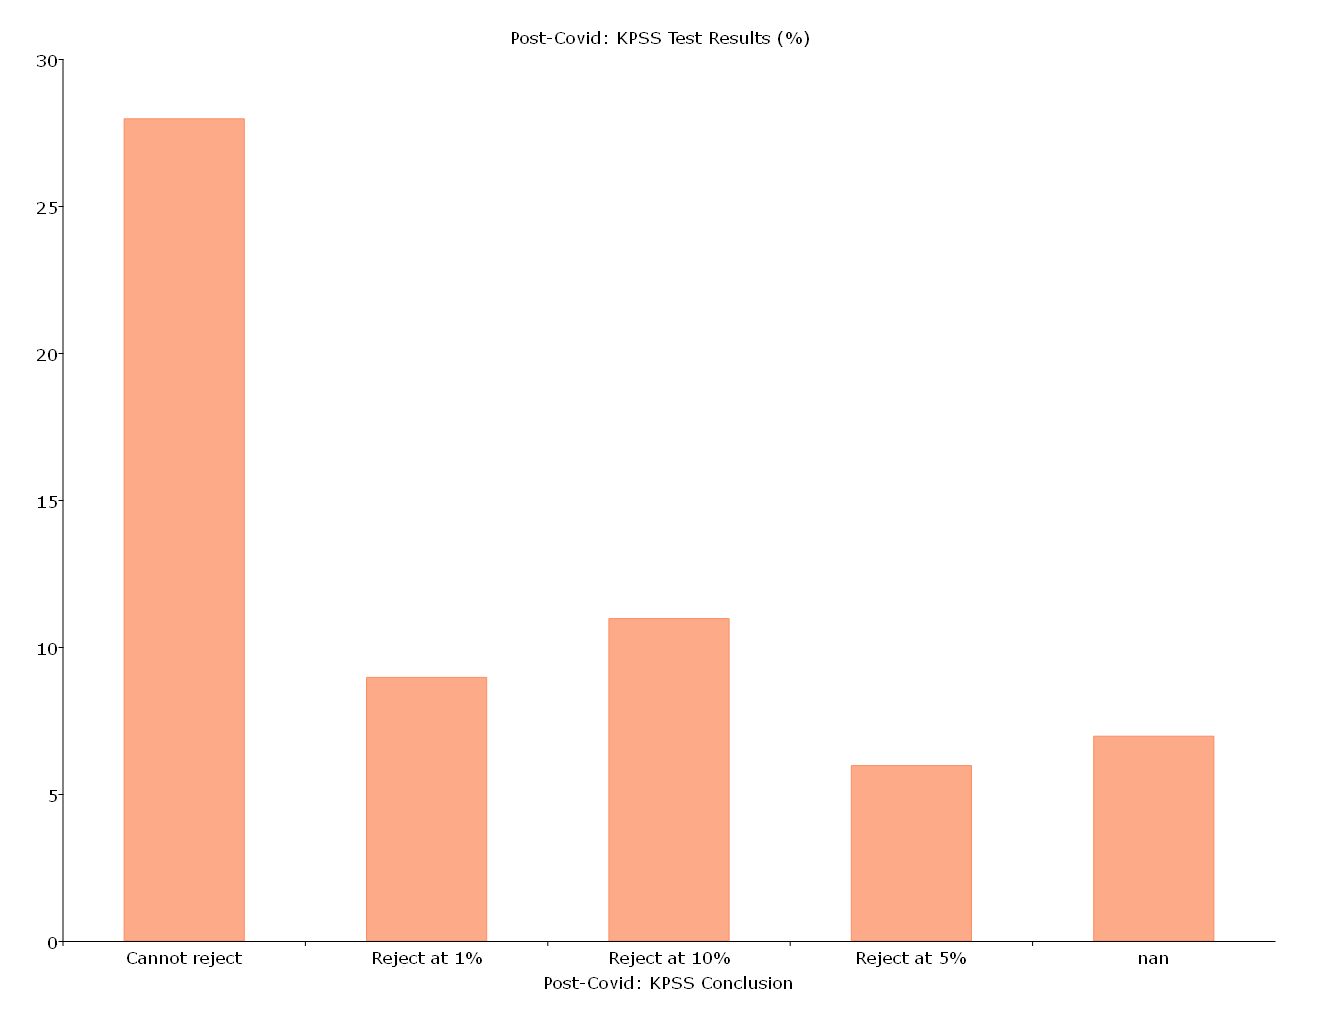 Post-Covid: KPSS Test Results (%)
30
25
20
15
10
5
0
Cannot reject Reject at 1% Reject at 10% Reject at 5% nan
Post-Covid: KPSS Conclusion